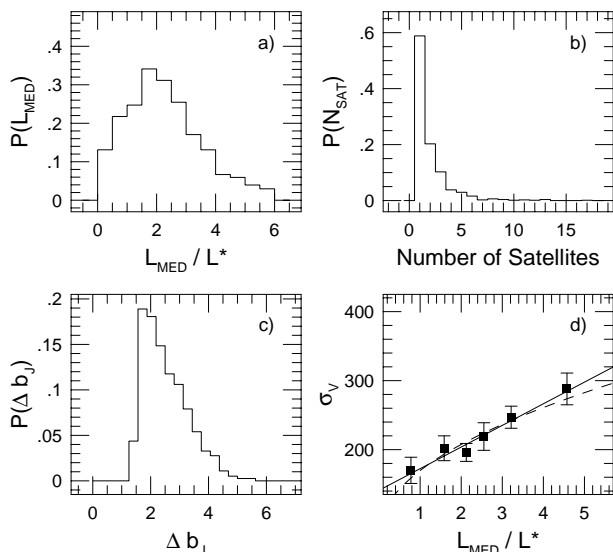 a)
P(L_MED)
.4
.3
.2
.1
0
0 2 4 6
L_MED / L*
b)
P(N_SAT)
.6
.4
.2
0
0 5 10 15
Number of Satellites
c)
P(Δ b_J)
.2
.15
.1
.05
0
0 2 4 6
Δ b_J
d)
σ_V
400
300
200
1 2 3 4 5
L_MED / L*